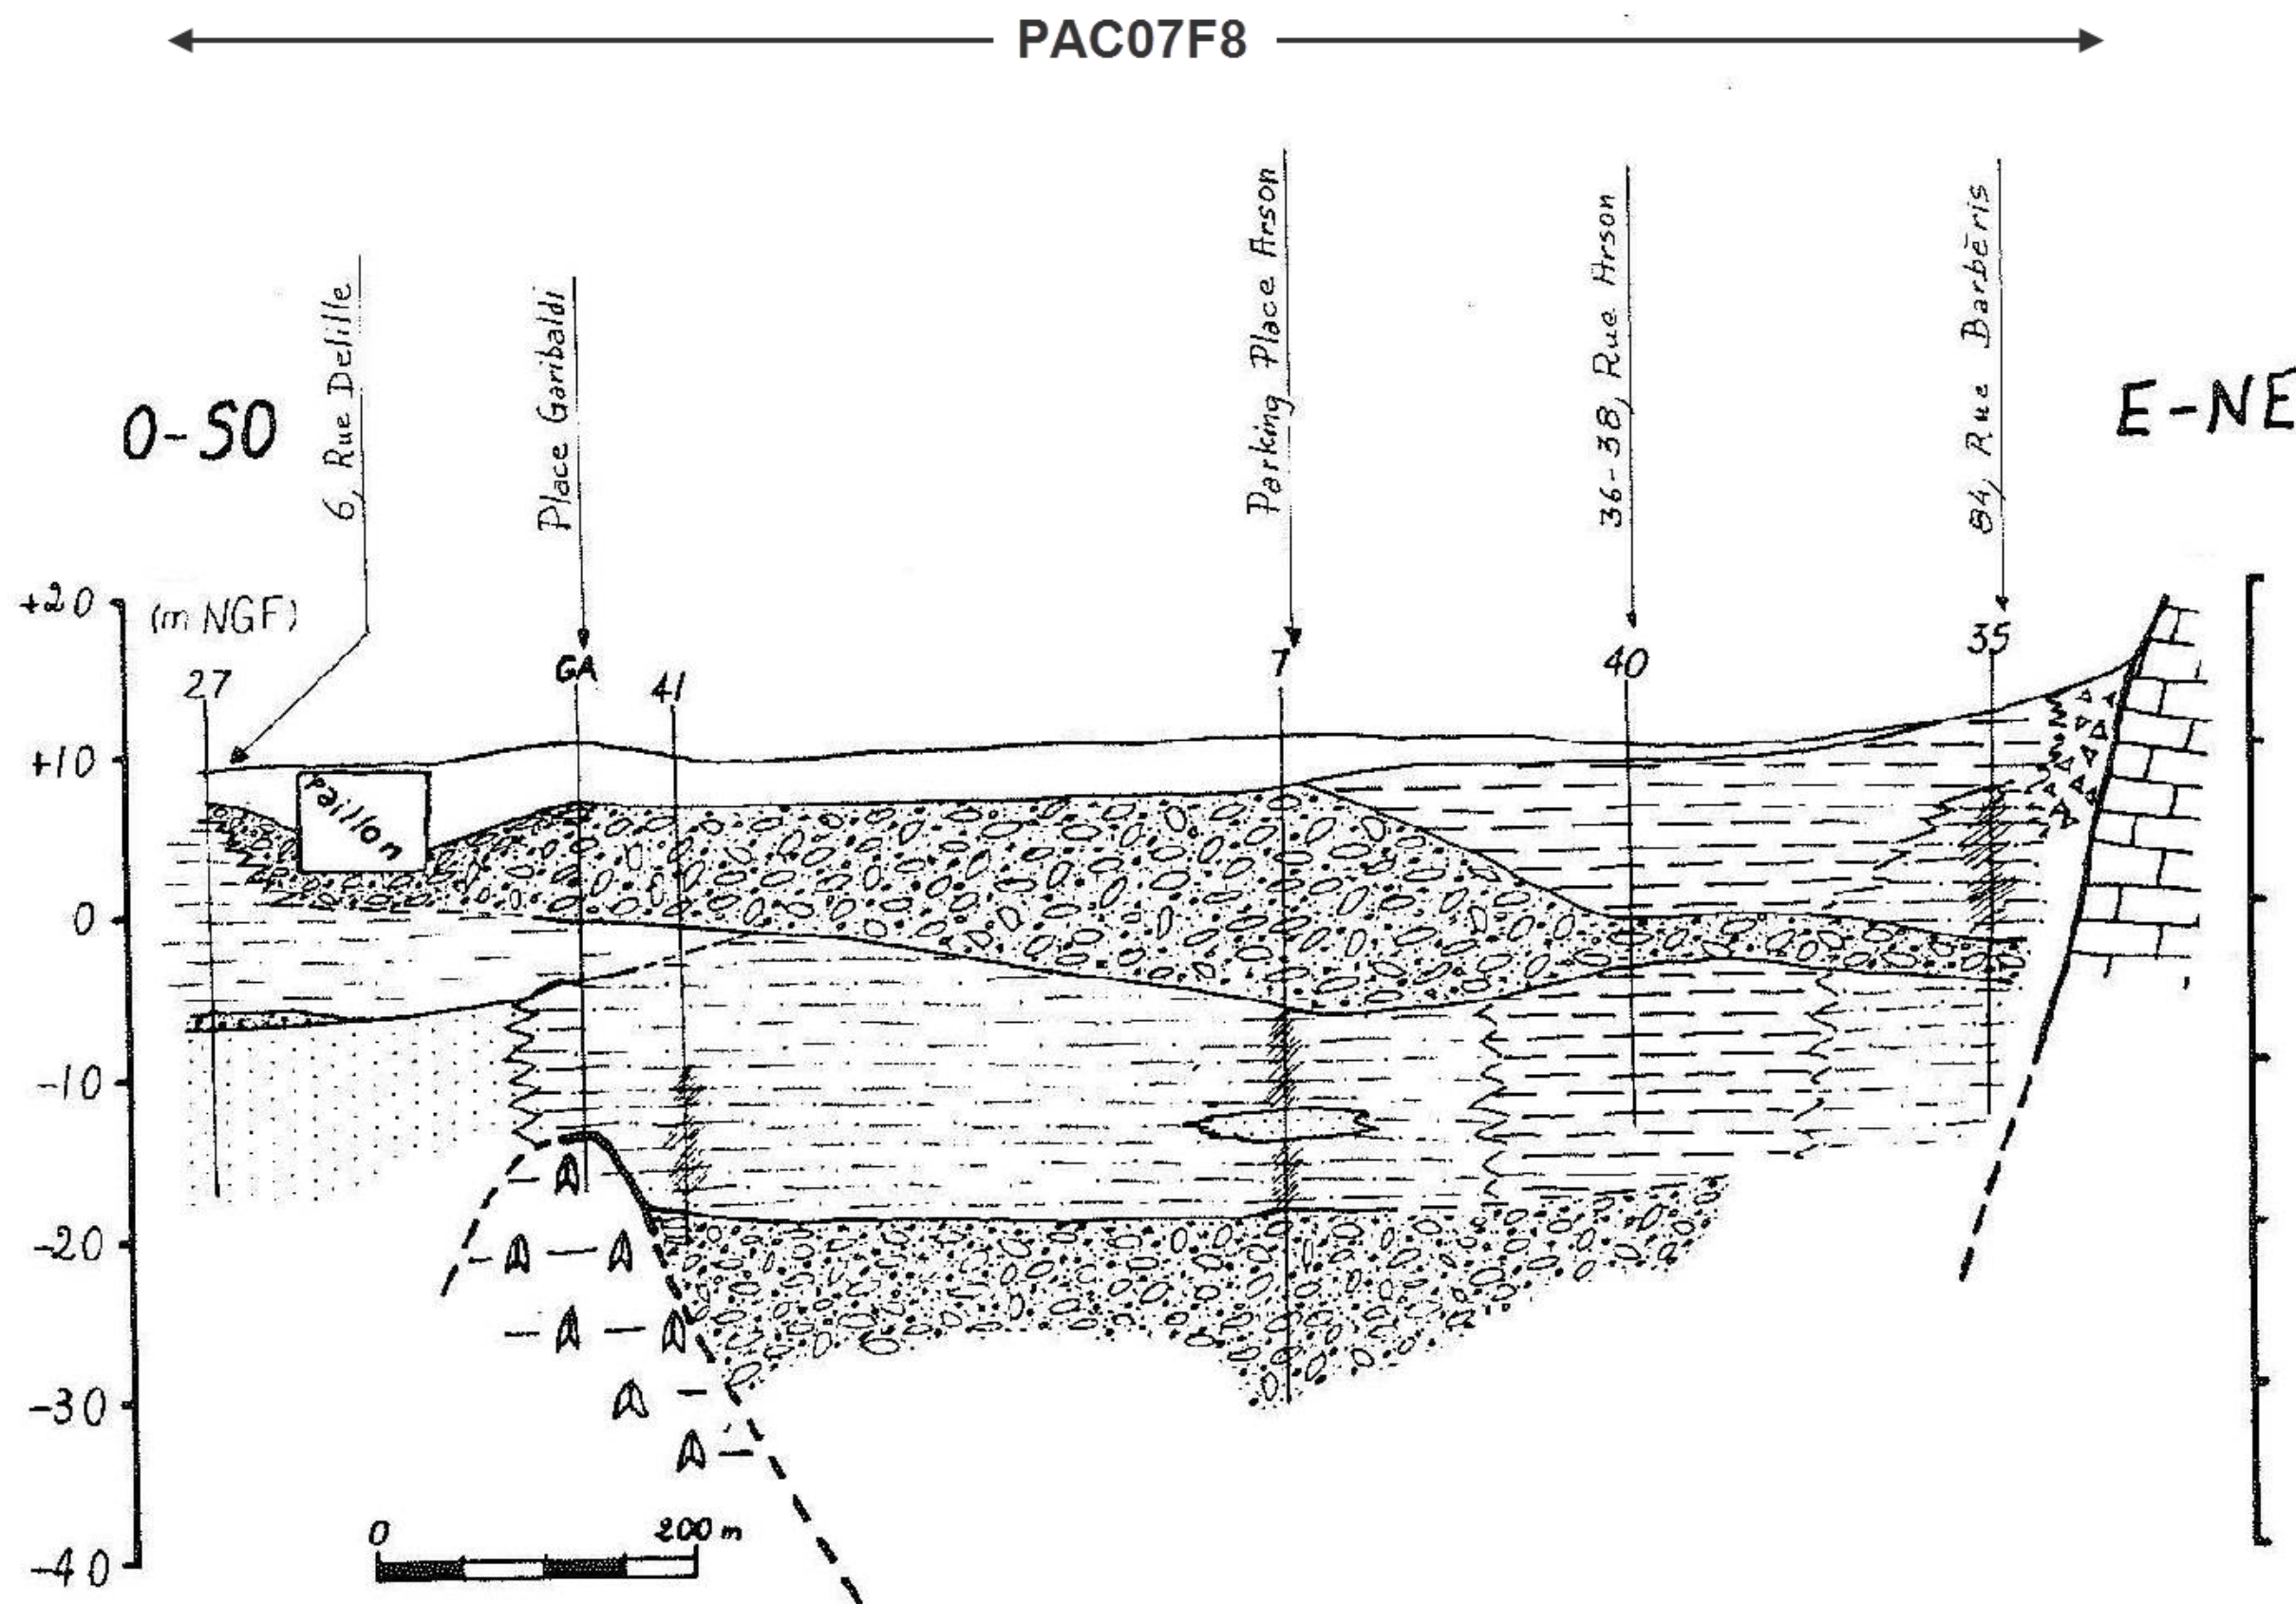 PAC07F8
6, Rue Delille
Place Garibaldi
Parking Place Arson
36-38, Rue Arson
84, Rue Barbéris
O-SO
E-NE
+20
(m NGF)
27
GA
41
7
40
35
+10
Paillon
0
-10
-20
-30
-40
0
200 m